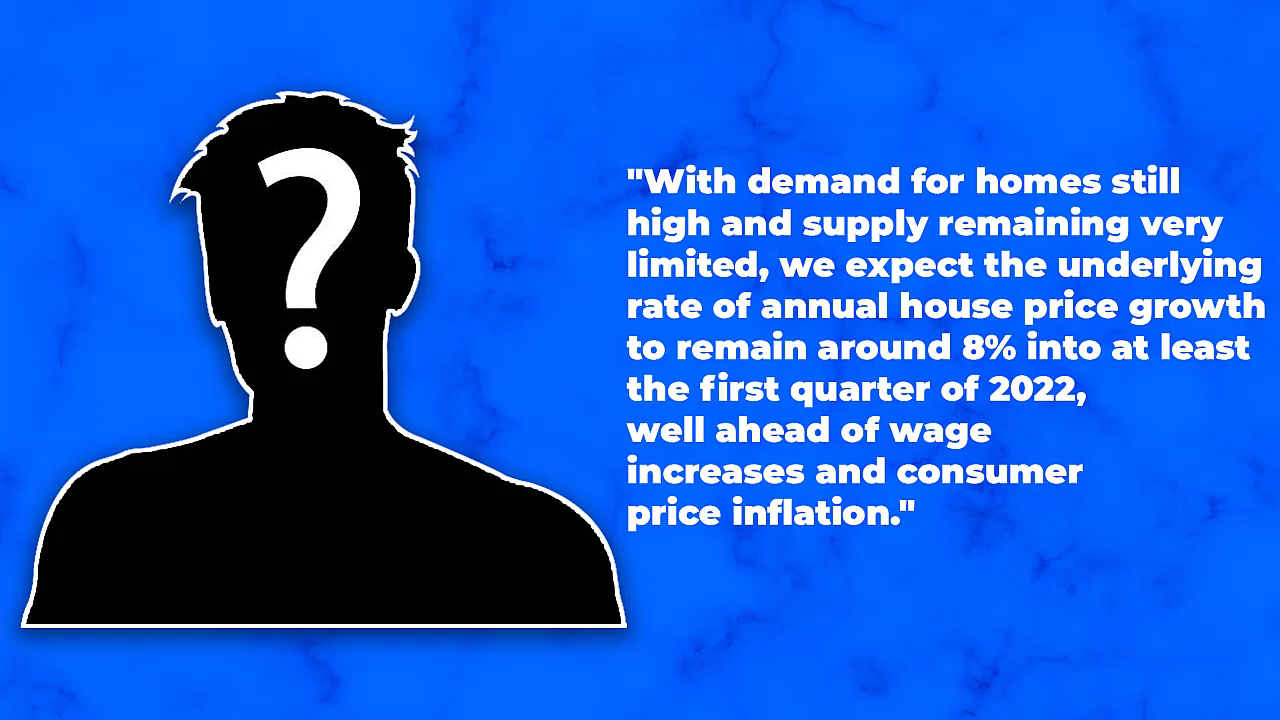 ?
"With demand for homes still
high and supply remaining very
limited, we expect the underlying
rate of annual house price growth
to remain around 8% into at least
the first quarter of 2022,
well ahead of wage
increases and consumer
price inflation."